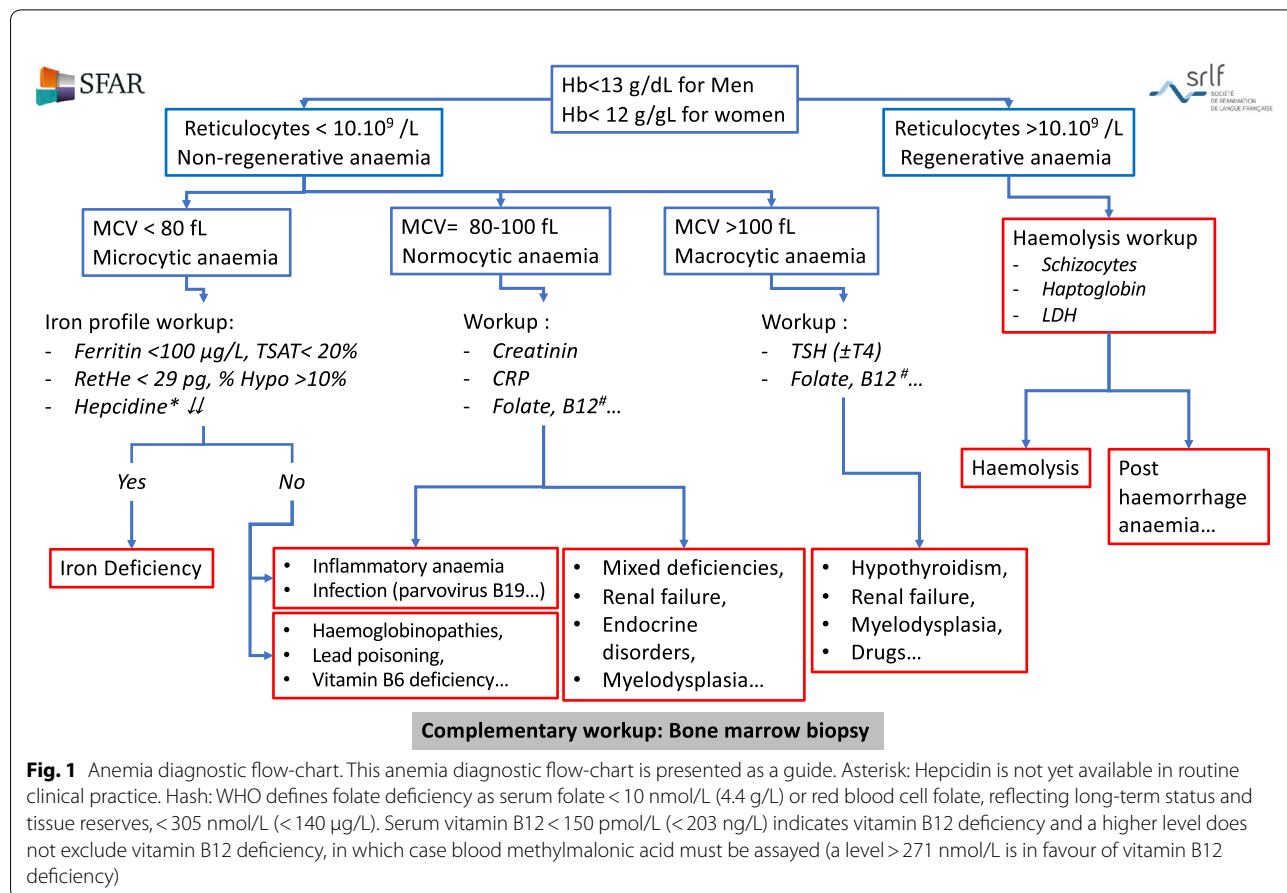 SFAR
srlf
SOCIÉTÉ
DE RÉANIMATION
DE LANGUE FRANÇAISE
Hb<13 g/dL for Men
Hb< 12 g/gL for women
Reticulocytes < 10.10⁹ /L
Non-regenerative anaemia
Reticulocytes >10.10⁹ /L
Regenerative anaemia
MCV < 80 fL
Microcytic anaemia
MCV= 80-100 fL
Normocytic anaemia
MCV >100 fL
Macrocytic anaemia
Haemolysis workup
- Schizocytes
- Haptoglobin
- LDH
Iron profile workup:
- Ferritin <100 µg/L, TSAT< 20%
- RetHe < 29 pg, % Hypo >10%
- Hepcidine* ⇊
Workup :
- Creatinin
- CRP
- Folate, B12#...
Workup :
- TSH (±T4)
- Folate, B12#...
Yes
No
Haemolysis
Post
haemorrhage
anaemia...
Iron Deficiency
• Inflammatory anaemia
• Infection (parvovirus B19...)
• Haemoglobinopathies,
• Lead poisoning,
• Vitamin B6 deficiency...
• Mixed deficiencies,
• Renal failure,
• Endocrine
disorders,
• Myelodysplasia...
• Hypothyroidism,
• Renal failure,
• Myelodysplasia,
• Drugs...
Complementary workup: Bone marrow biopsy
Fig. 1 Anemia diagnostic flow-chart. This anemia diagnostic flow-chart is presented as a guide. Asterisk: Hepcidin is not yet available in routine
clinical practice. Hash: WHO defines folate deficiency as serum folate < 10 nmol/L (4.4 g/L) or red blood cell folate, reflecting long-term status and
tissue reserves, < 305 nmol/L (< 140 µg/L). Serum vitamin B12 < 150 pmol/L (< 203 ng/L) indicates vitamin B12 deficiency and a higher level does
not exclude vitamin B12 deficiency, in which case blood methylmalonic acid must be assayed (a level > 271 nmol/L is in favour of vitamin B12
deficiency)